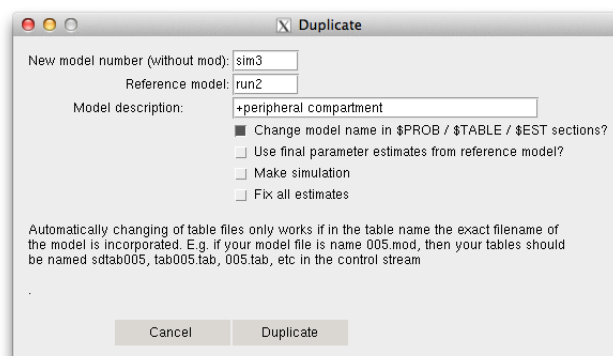 Duplicate
New model number (without mod): sim3
Reference model: run2
Model description: +peripheral compartment
Change model name in $PROB / $TABLE / $EST sections?
Use final parameter estimates from reference model?
Make simulation
Fix all estimates
Automatically changing of table files only works if in the table name the exact filename of
the model is incorporated. E.g. if your model file is name 005.mod, then your tables should
be named sdtab005, tab005.tab, 005.tab, etc in the control stream
.
Cancel Duplicate